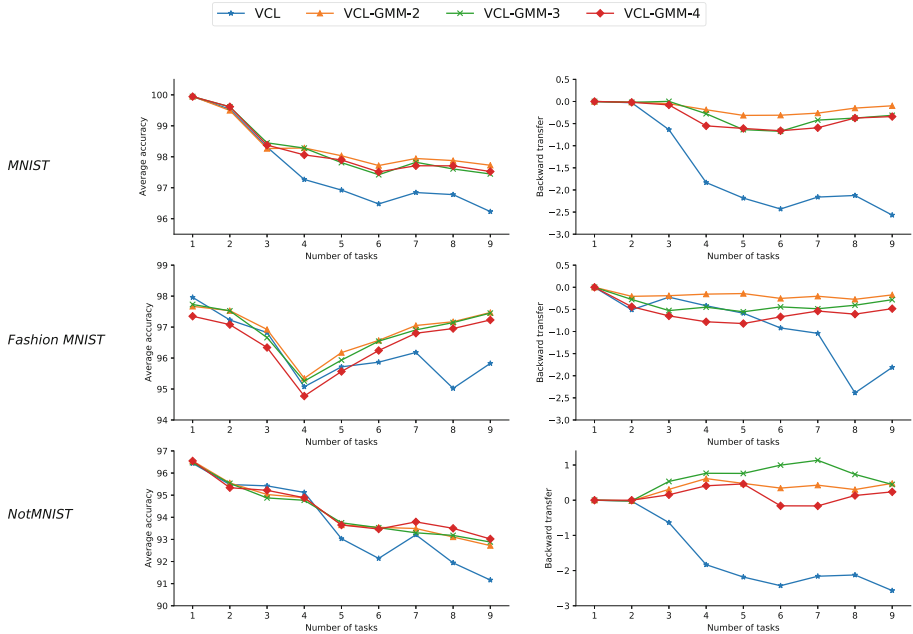 VCL VCL-GMM-2 VCL-GMM-3 VCL-GMM-4
MNIST
Average accuracy
100
99
98
97
96
1 2 3 4 5 6 7 8 9
Number of tasks
Backward transfer
0.5
0.0
−0.5
−1.0
−1.5
−2.0
−2.5
−3.0
1 2 3 4 5 6 7 8 9
Number of tasks
Fashion MNIST
Average accuracy
99
98
97
96
95
94
1 2 3 4 5 6 7 8 9
Number of tasks
Backward transfer
0.5
0.0
−0.5
−1.0
−1.5
−2.0
−2.5
−3.0
1 2 3 4 5 6 7 8 9
Number of tasks
NotMNIST
Average accuracy
97
96
95
94
93
92
91
90
1 2 3 4 5 6 7 8 9
Number of tasks
Backward transfer
1
0
−1
−2
−3
1 2 3 4 5 6 7 8 9
Number of tasks